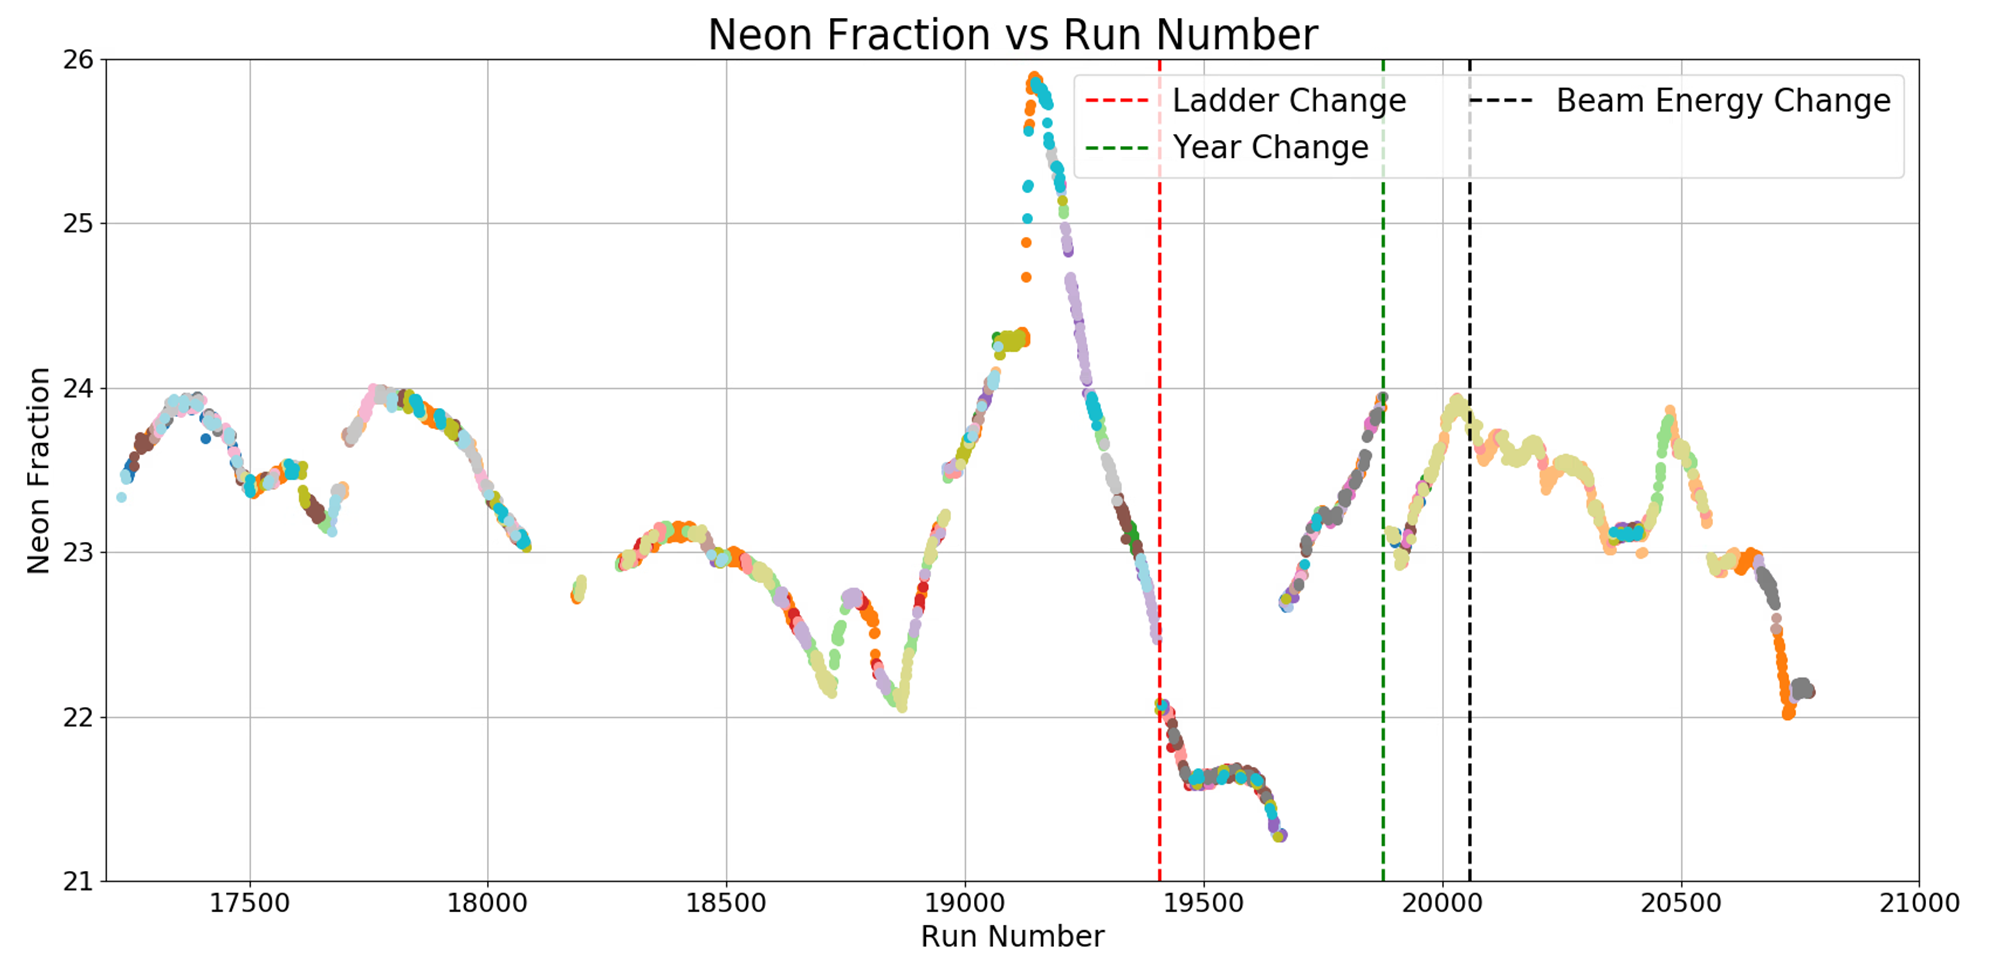 Neon Fraction vs Run Number
26
25
24
23
22
21
Neon Fraction
Ladder Change
Year Change
Beam Energy Change
17500 18000 18500 19000 19500 20000 20500 21000
Run Number